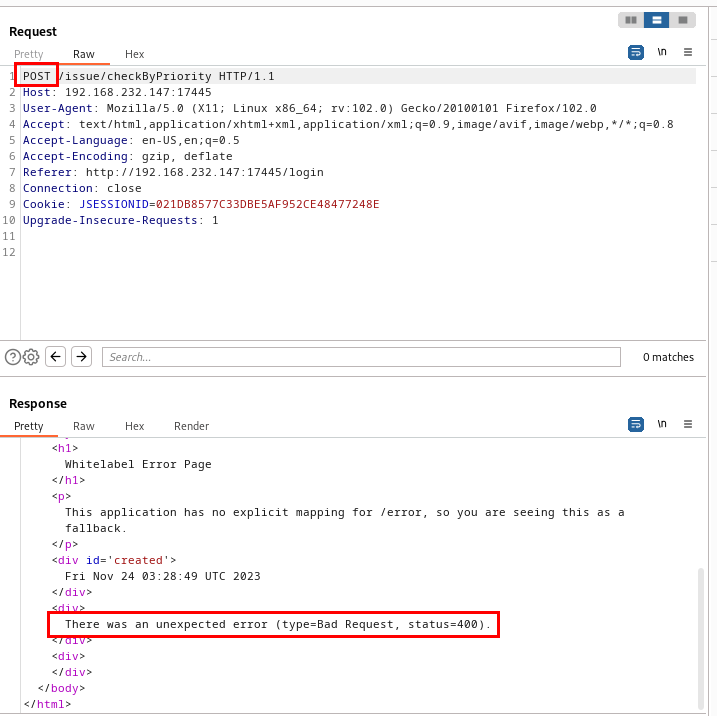 Request
Pretty Raw Hex
\n
1 POST /issue/checkByPriority HTTP/1.1
2 Host: 192.168.232.147:17445
3 User-Agent: Mozilla/5.0 (X11; Linux x86_64; rv:102.0) Gecko/20100101 Firefox/102.0
4 Accept: text/html,application/xhtml+xml,application/xml;q=0.9,image/avif,image/webp,*/*;q=0.8
5 Accept-Language: en-US,en;q=0.5
6 Accept-Encoding: gzip, deflate
7 Referer: http://192.168.232.147:17445/login
8 Connection: close
9 Cookie: JSESSIONID=021DB8577C33DBE5AF952CE48477248E
10 Upgrade-Insecure-Requests: 1
11
12
Search...
0 matches
Response
Pretty Raw Hex Render
\n
<h1>
Whitelabel Error Page
</h1>
<p>
This application has no explicit mapping for /error, so you are seeing this as a
fallback.
</p>
<div id='created'>
Fri Nov 24 03:28:49 UTC 2023
</div>
<div>
There was an unexpected error (type=Bad Request, status=400).
</div>
<div>
</div>
</body>
</html>